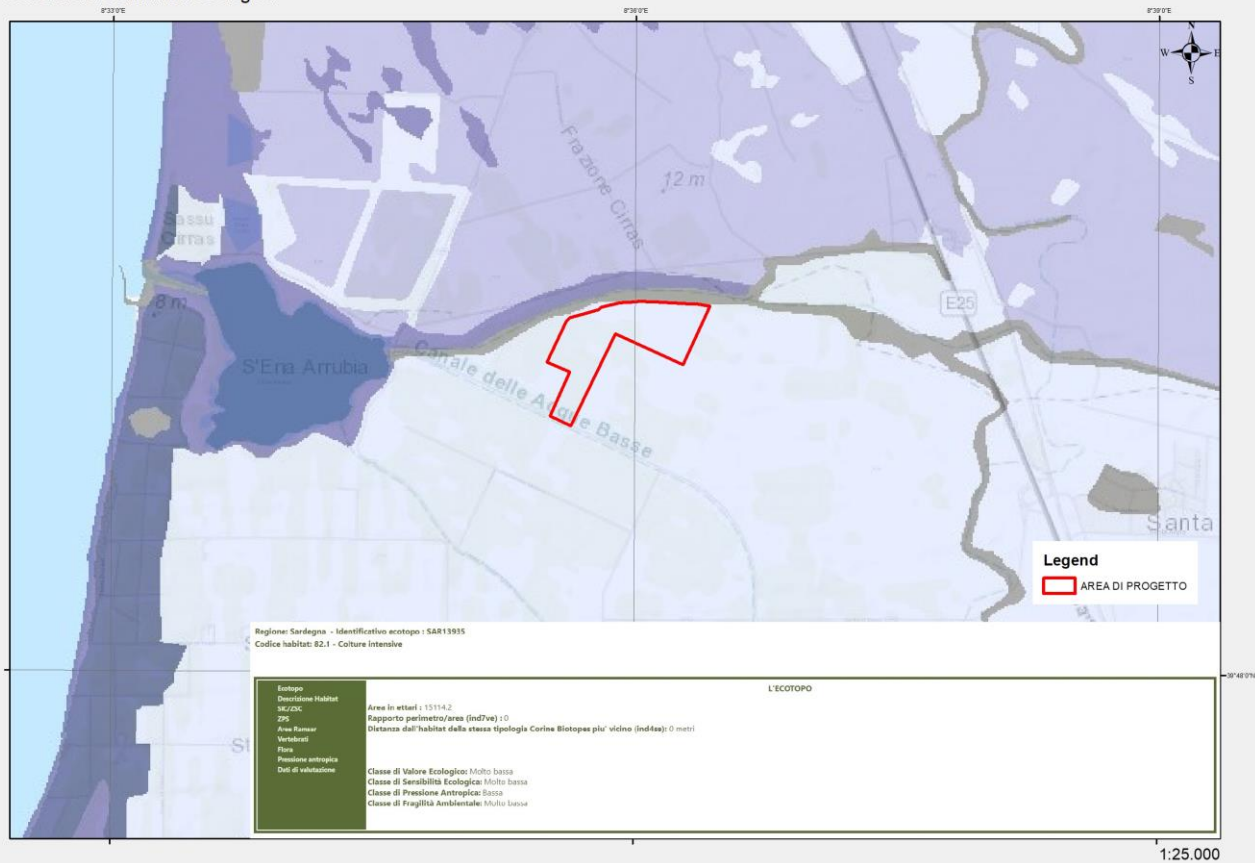 8°33'0"E 8°36'0"E 8°39'0"E
N
W E
S
Frazione Cirras
12 m
Sassu
Cirras
E25
8 m
S'Ena Arrubia
Canale delle Acque Basse
Santa
Legend
AREA DI PROGETTO
Regione: Sardegna - Identificativo ecotopo : SAR13935
Codice habitat: 82.1 - Colture intensive
L'ECOTOPO
Ecotopo
Descrizione Habitat
SIC/ZSC
ZPS
Area Ramsar
Vertebrati
Flora
Pressione antropica
Dati di valutazione
Area in ettari : 15114.2
Rapporto perimetro/area (ind7ve) : 0
Distanza dall'habitat della stessa tipologia Corine Biotopes piu' vicino (ind4se): 0 metri
Classe di Valore Ecologico: Molto bassa
Classe di Sensibilità Ecologica: Molto bassa
Classe di Pressione Antropica: Bassa
Classe di Fragilità Ambientale: Molto bassa
1:25.000